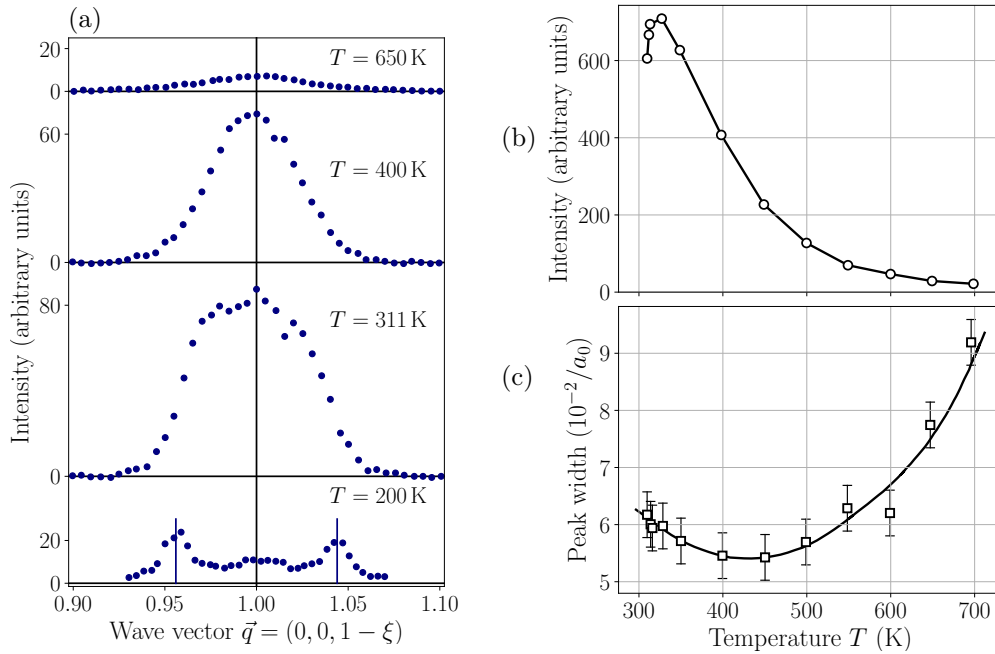 (a)
T = 650 K
20
0
T = 400 K
60
0
T = 311 K
80
0
T = 200 K
20
0
0.90 0.95 1.00 1.05 1.10
Wave vector q⃗ = (0, 0, 1 − ξ)
Intensity (arbitrary units)
(b)
600
400
200
0
Intensity (arbitrary units)
(c)
9
8
7
6
5
Peak width (10⁻²/a₀)
300 400 500 600 700
Temperature T (K)